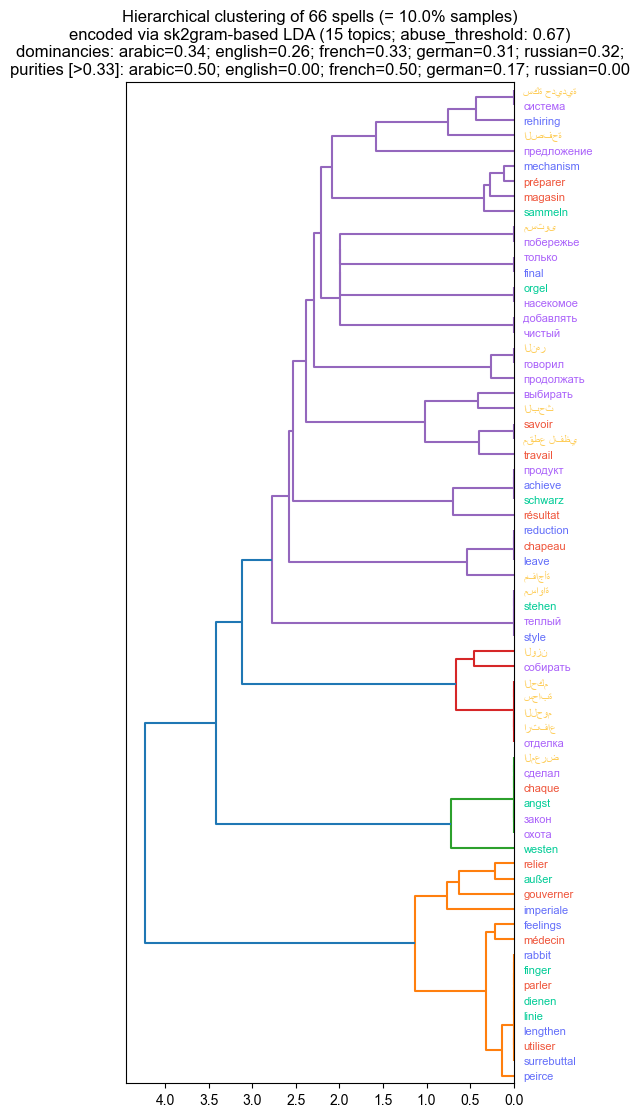 Hierarchical clustering of 66 spells (= 10.0% samples)
encoded via sk2gram-based LDA (15 topics; abuse_threshold: 0.67)
dominancies: arabic=0.34; english=0.26; french=0.33; german=0.31; russian=0.32;
purities [>0.33]: arabic=0.50; english=0.00; french=0.50; german=0.17; russian=0.00
سكة حديدية
система
rehiring
الصفحة
предложение
mechanism
préparer
magasin
sammeln
مستوي
побережье
только
final
orgel
насекомое
добавлять
чистый
النمر
говорил
продолжать
выбирать
البحث
savoir
مقطع لفظي
travail
продукт
achieve
schwarz
résultat
reduction
chapeau
leave
مفاجأة
مساواة
stehen
теплый
style
الوزن
собирать
الحكم
سحابة
اللحوم
ارتفاع
отделка
المعرض
сделал
chaque
angst
закон
охота
westen
relier
außer
gouverner
imperiale
feelings
médecin
rabbit
finger
parler
dienen
linie
lengthen
utiliser
surrebuttal
peirce
4.0 3.5 3.0 2.5 2.0 1.5 1.0 0.5 0.0